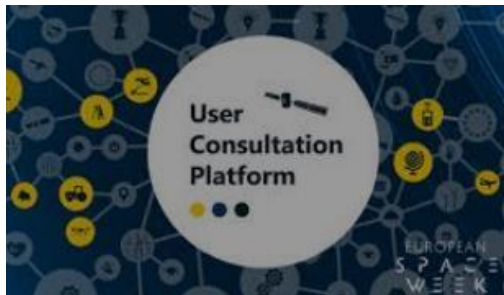 User
Consultation
Platform
EUROPEAN
SPACE
WEEK